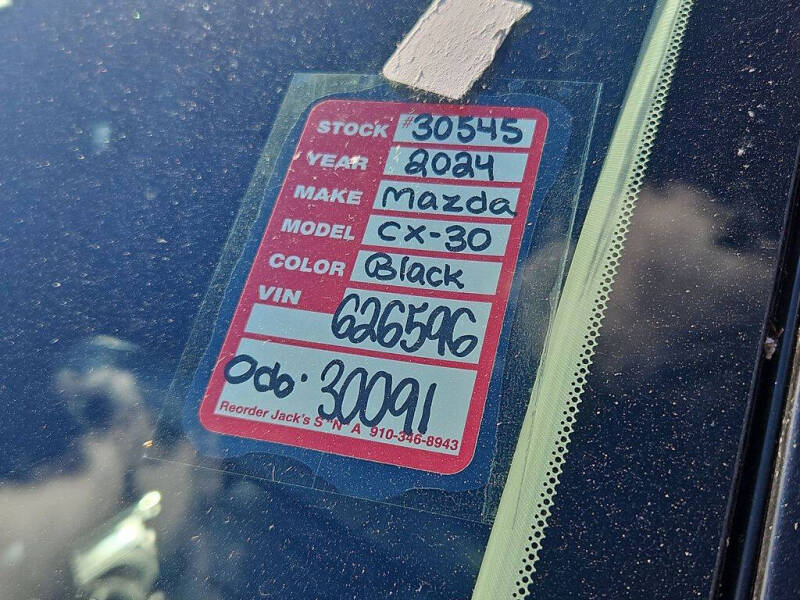 STOCK #30545
YEAR 2024
MAKE Mazda
MODEL CX-30
COLOR Black
VIN 626596
Odo. 30091
Reorder Jack's S N A 910-346-8943